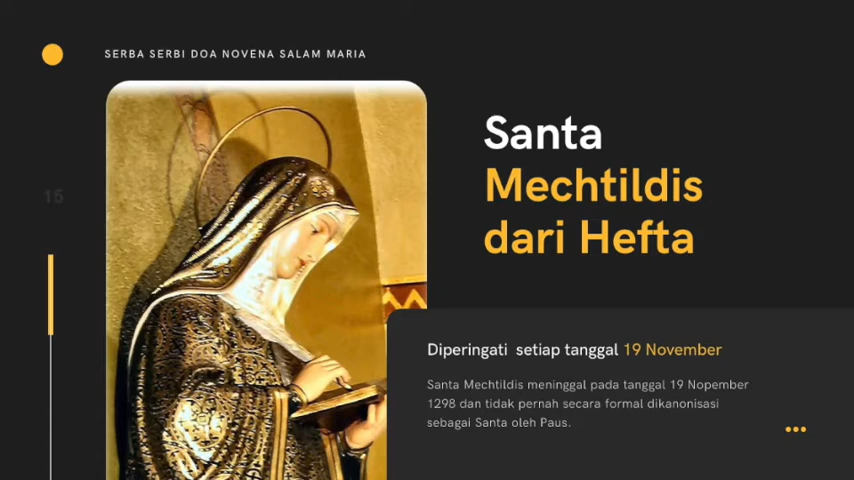 SERBA SERBI DOA NOVENA SALAM MARIA
15
Santa
Mechtildis
dari Hefta
Diperingati setiap tanggal 19 November
Santa Mechtildis meninggal pada tanggal 19 Nopember
1298 dan tidak pernah secara formal dikanonisasi
sebagai Santa oleh Paus.